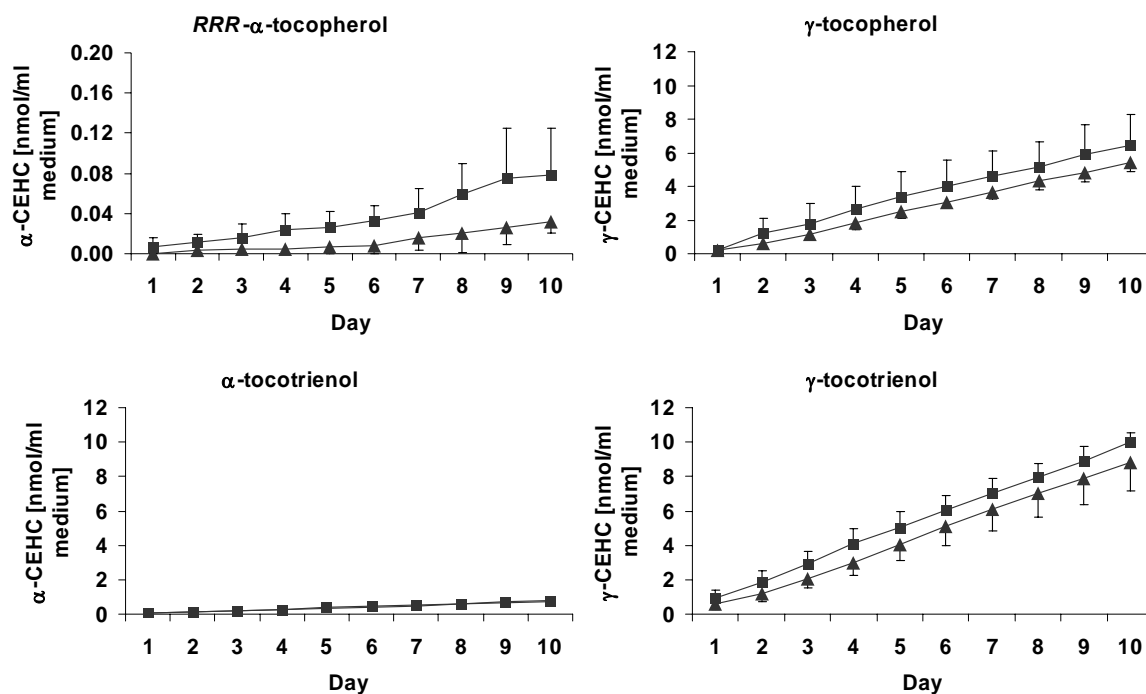 RRR-α-tocopherol
α-CEHC [nmol/ml
medium]
0.20
0.16
0.12
0.08
0.04
0.00
1 2 3 4 5 6 7 8 9 10
Day
γ-tocopherol
γ-CEHC [nmol/ml
medium]
12
10
8
6
4
2
0
1 2 3 4 5 6 7 8 9 10
Day
α-tocotrienol
α-CEHC [nmol/ml
medium]
12
10
8
6
4
2
0
1 2 3 4 5 6 7 8 9 10
Day
γ-tocotrienol
γ-CEHC [nmol/ml
medium]
12
10
8
6
4
2
0
1 2 3 4 5 6 7 8 9 10
Day